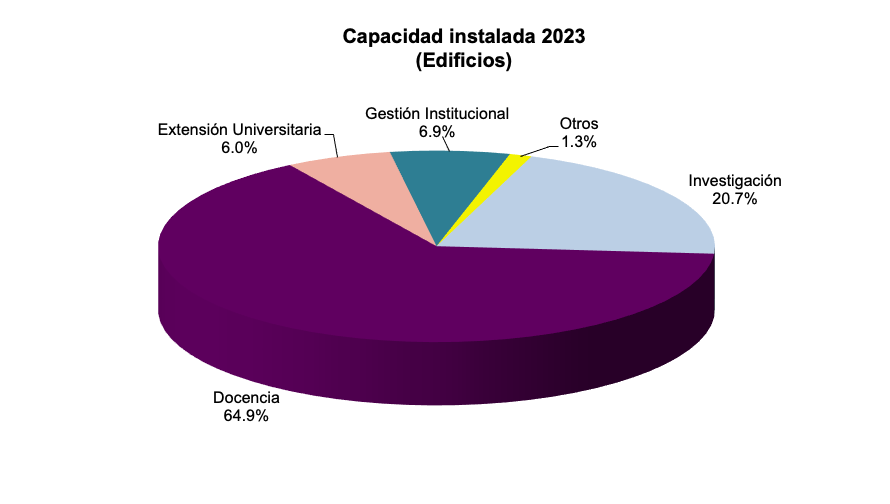 Capacidad instalada 2023
(Edificios)
Gestión Institucional
6.9%
Otros
1.3%
Extensión Universitaria
6.0%
Investigación
20.7%
Docencia
64.9%